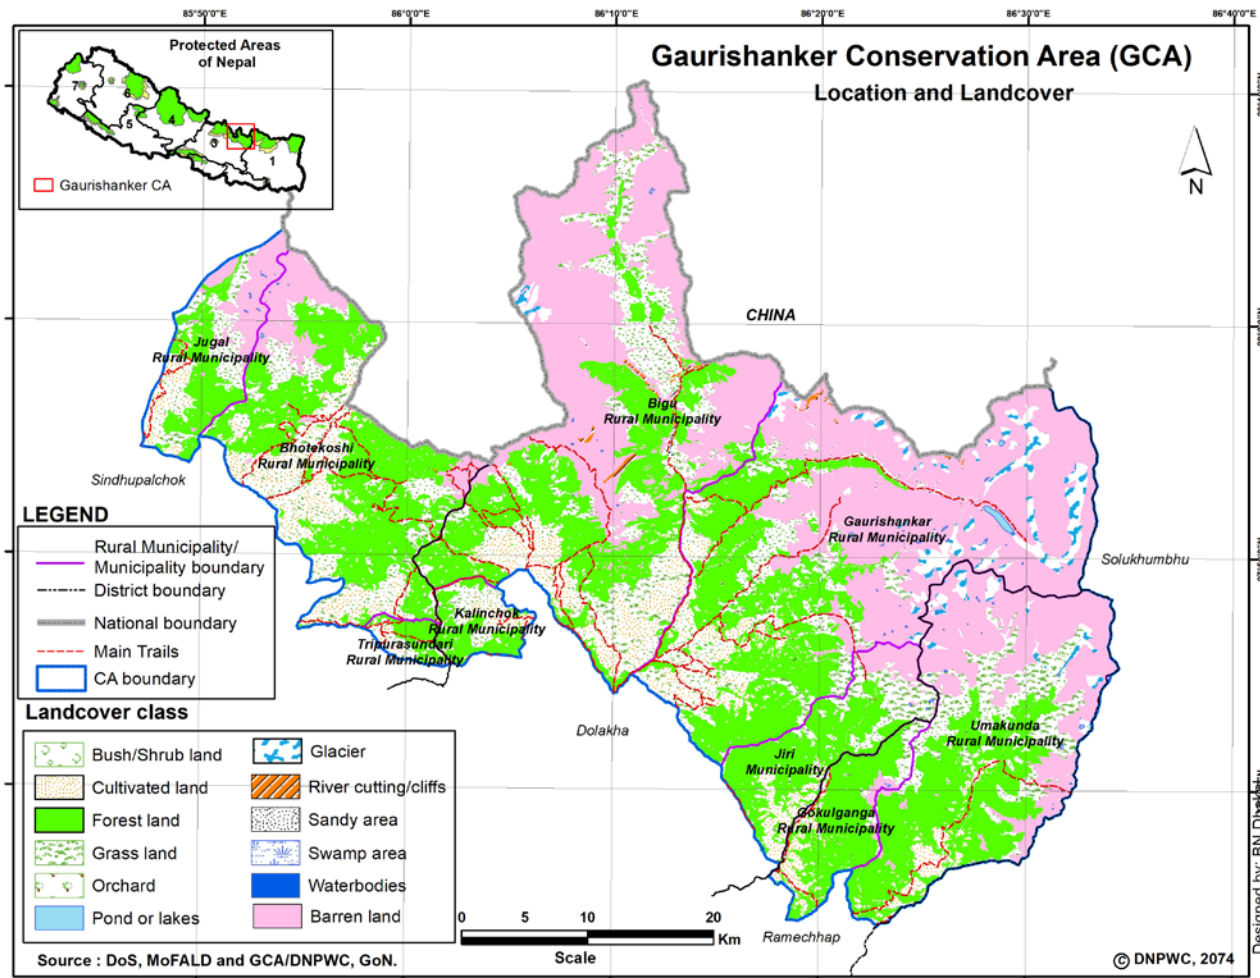 85°50'0"E
86°0'0"E
86°10'0"E
86°20'0"E
86°30'0"E
86°40'0"E
Protected Areas
of Nepal
7
6
5
4
1
Gaurishanker CA
Gaurishanker Conservation Area (GCA)
Location and Landcover
N
CHINA
Jugal
Rural Municipality
Bigu
Rural Municipality
Bhotekoshi
Rural Municipality
Sindhupalchok
Gaurishankar
Rural Municipality
Solukhumbhu
Kalinchok
Rural Municipality
Tripurasundari
Rural Municipality
Dolakha
Umakunda
Rural Municipality
Jiri
Municipality
Gokulganga
Rural Municipality
Ramechhap
LEGEND
Rural Municipality/
Municipality boundary
District boundary
National boundary
Main Trails
CA boundary
Landcover class
Bush/Shrub land
Cultivated land
Forest land
Grass land
Orchard
Pond or lakes
Glacier
River cutting/cliffs
Sandy area
Swamp area
Waterbodies
Barren land
0 5 10 20
Km
Scale
Source : DoS, MoFALD and GCA/DNPWC, GoN.
© DNPWC, 2074
Designed by: BN Dhakal